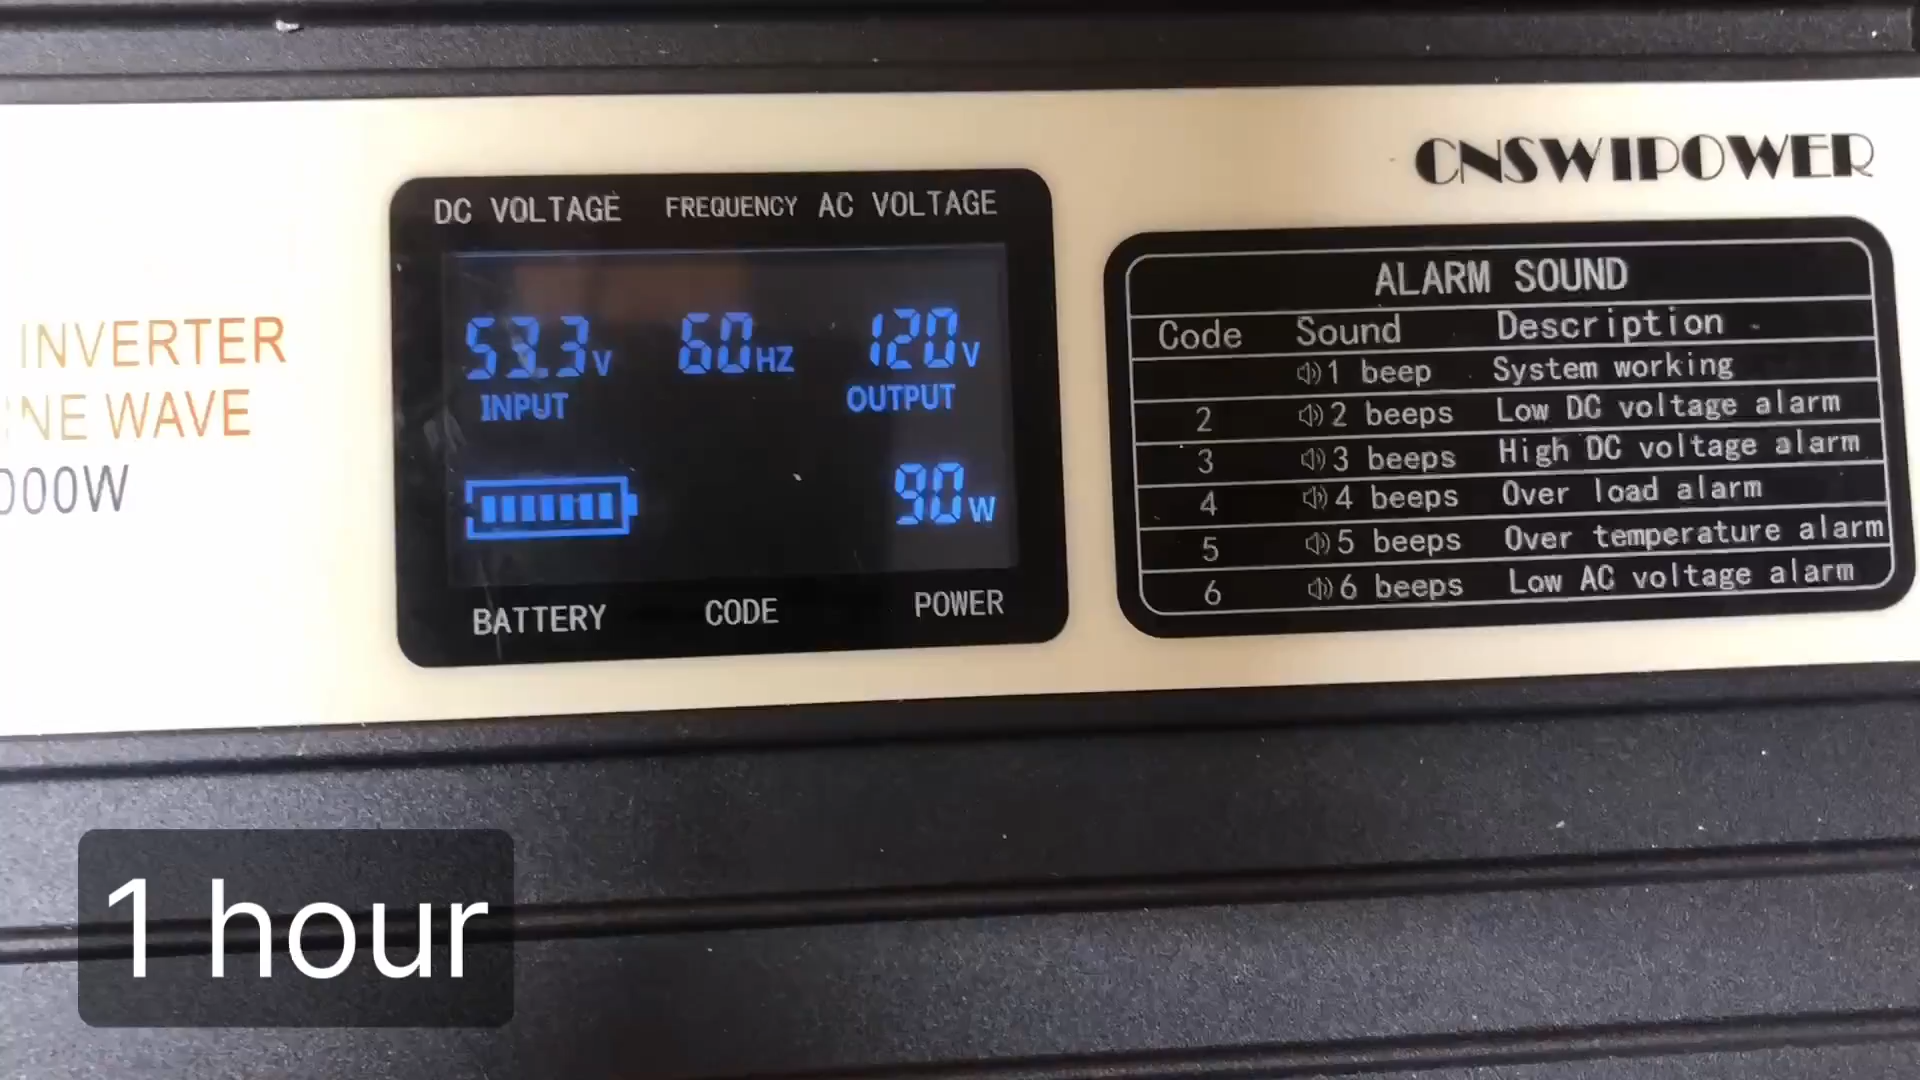 CNSWIPOWER
DC VOLTAGE FREQUENCY AC VOLTAGE
53.3V 60HZ 120V
INPUT OUTPUT
90W
BATTERY CODE POWER
INVERTER
WAVE
000W
ALARM SOUND
Code Sound Description
1 beep System working
2 2 beeps Low DC voltage alarm
3 3 beeps High DC voltage alarm
4 4 beeps Over load alarm
5 5 beeps Over temperature alarm
6 6 beeps Low AC voltage alarm
1 hour